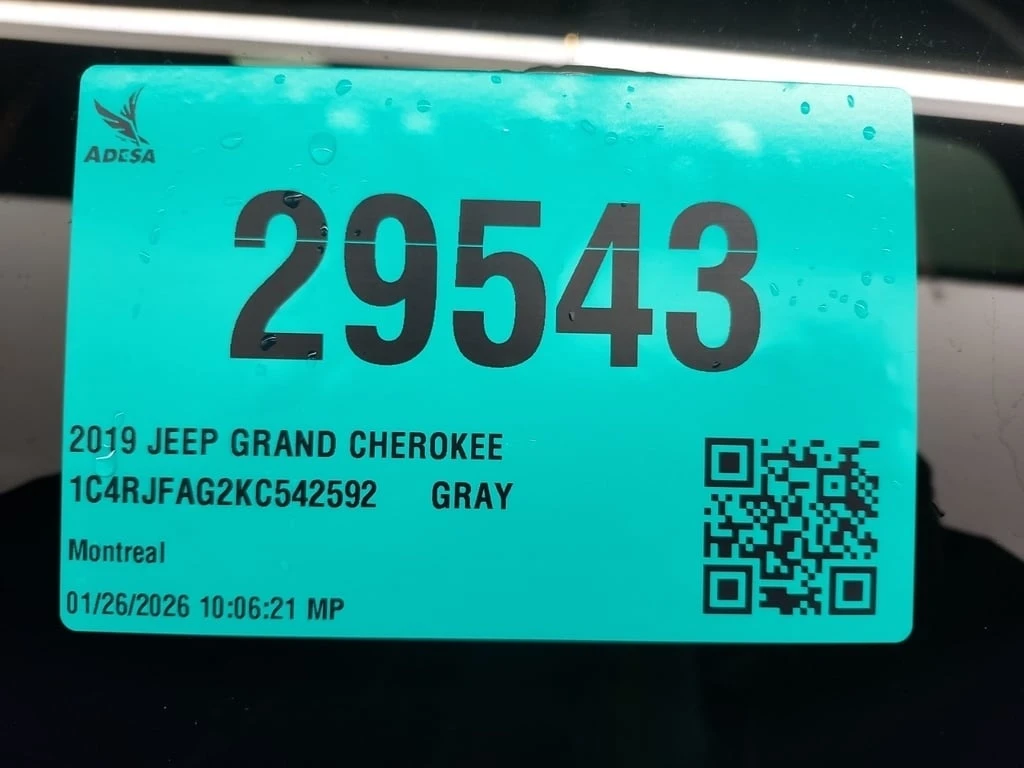 ADESA
29543
2019 JEEP GRAND CHEROKEE
1C4RJFAG2KC542592 GRAY
Montreal
01/26/2026 10:06:21 MP